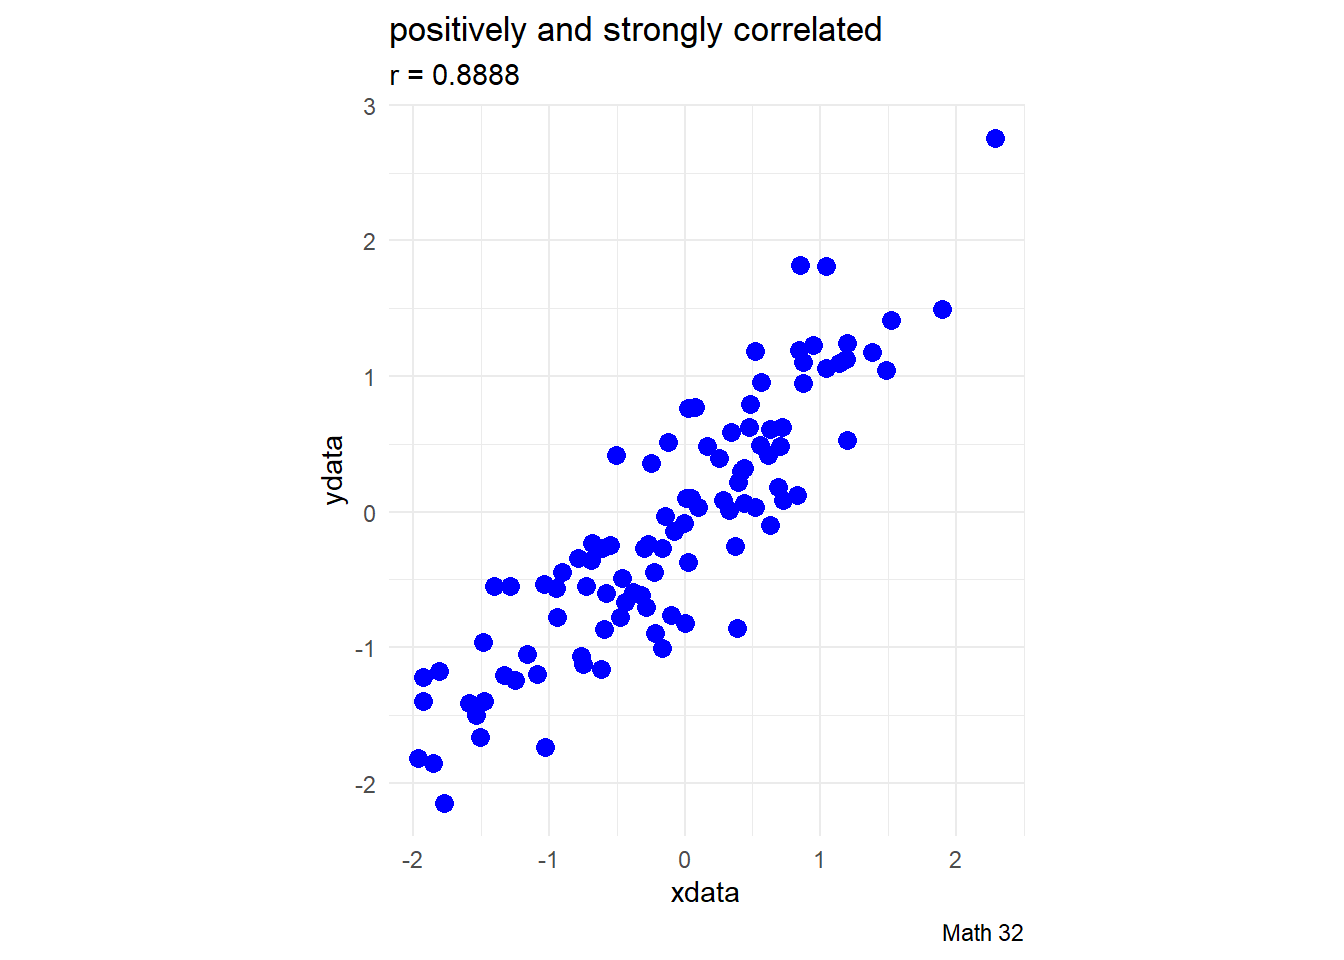 positively and strongly correlated
r = 0.8888
3
2
1
0
-1
-2
ydata
-2 -1 0 1 2
xdata
Math 32